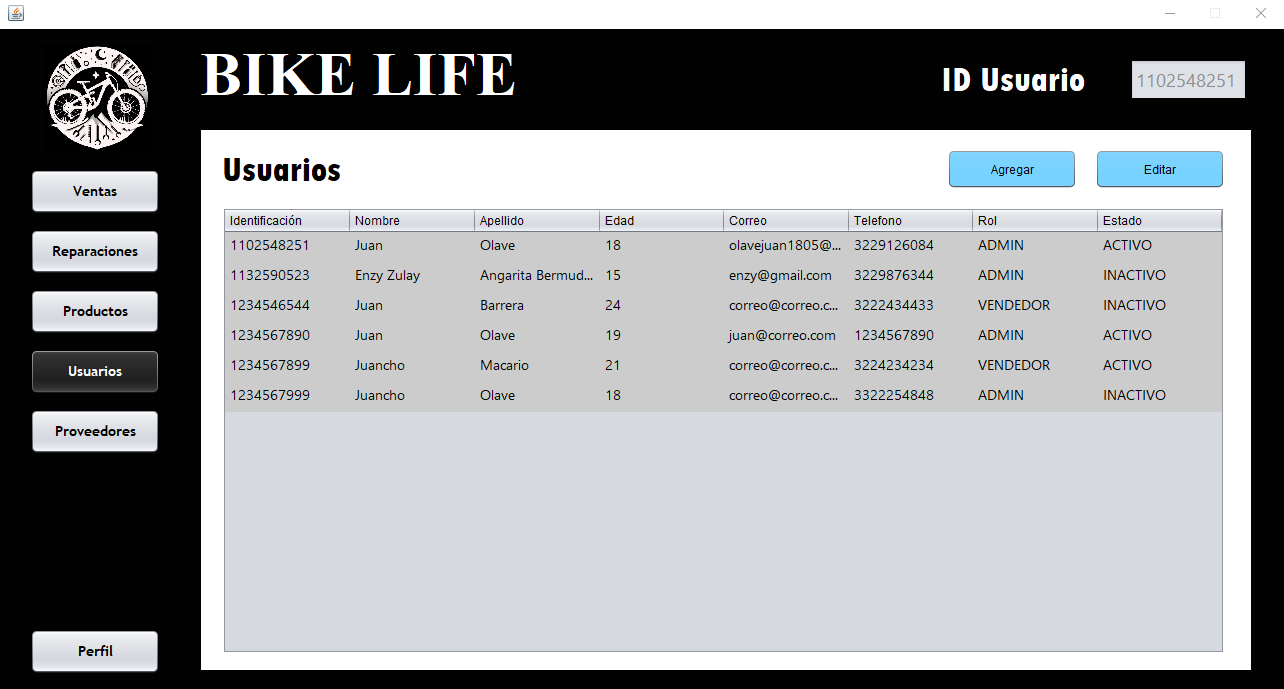 BIKE LIFE
ID Usuario 1102548251
Ventas
Reparaciones
Productos
Usuarios
Proveedores
Perfil
Usuarios
Agregar Editar
Identificación Nombre Apellido Edad Correo Telefono Rol Estado
1102548251 Juan Olave 18 olavejuan1805@... 3229126084 ADMIN ACTIVO
1132590523 Enzy Zulay Angarita Bermud... 15 enzy@gmail.com 3229876344 ADMIN INACTIVO
1234546544 Juan Barrera 24 correo@correo.c... 3222434433 VENDEDOR INACTIVO
1234567890 Juan Olave 19 juan@correo.com 1234567890 ADMIN ACTIVO
1234567899 Juancho Macario 21 correo@correo.c... 3224234234 VENDEDOR ACTIVO
1234567999 Juancho Olave 18 correo@correo.c... 3322254848 ADMIN INACTIVO